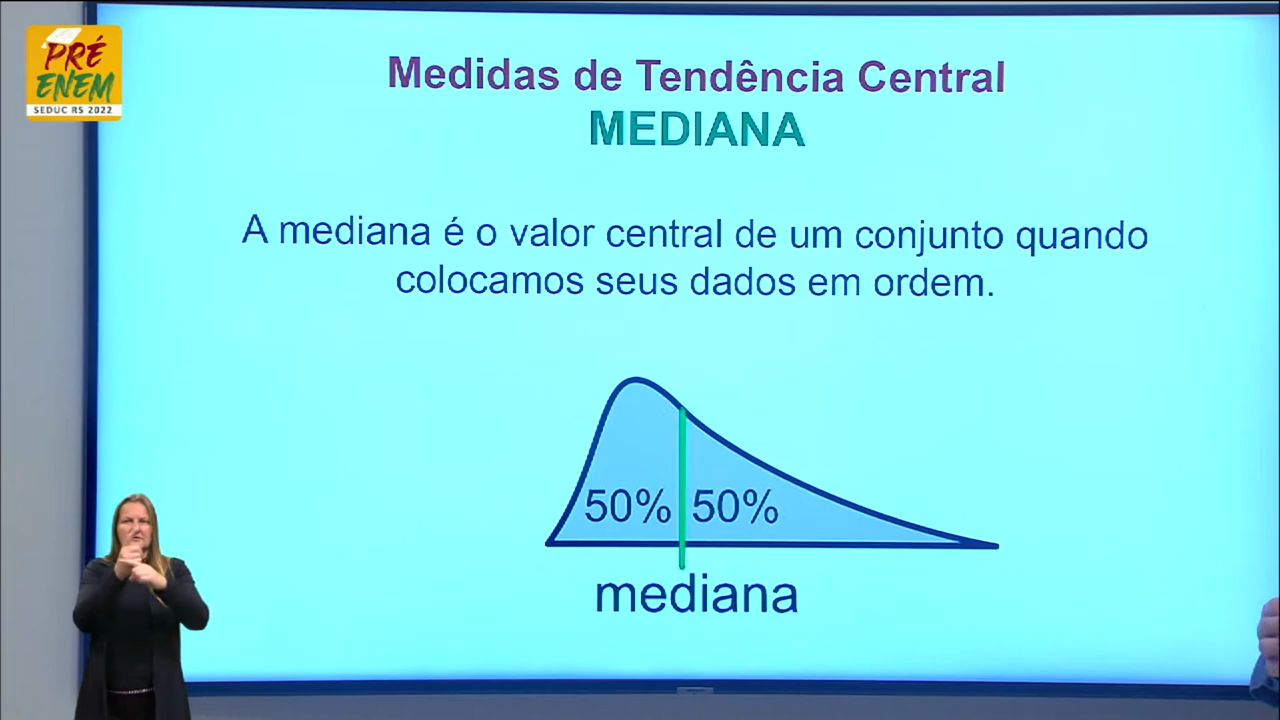 PRÉ
ENEM
SEDUC RS 2022
Medidas de Tendência Central
MEDIANA
A mediana é o valor central de um conjunto quando
colocamos seus dados em ordem.
50% 50%
mediana